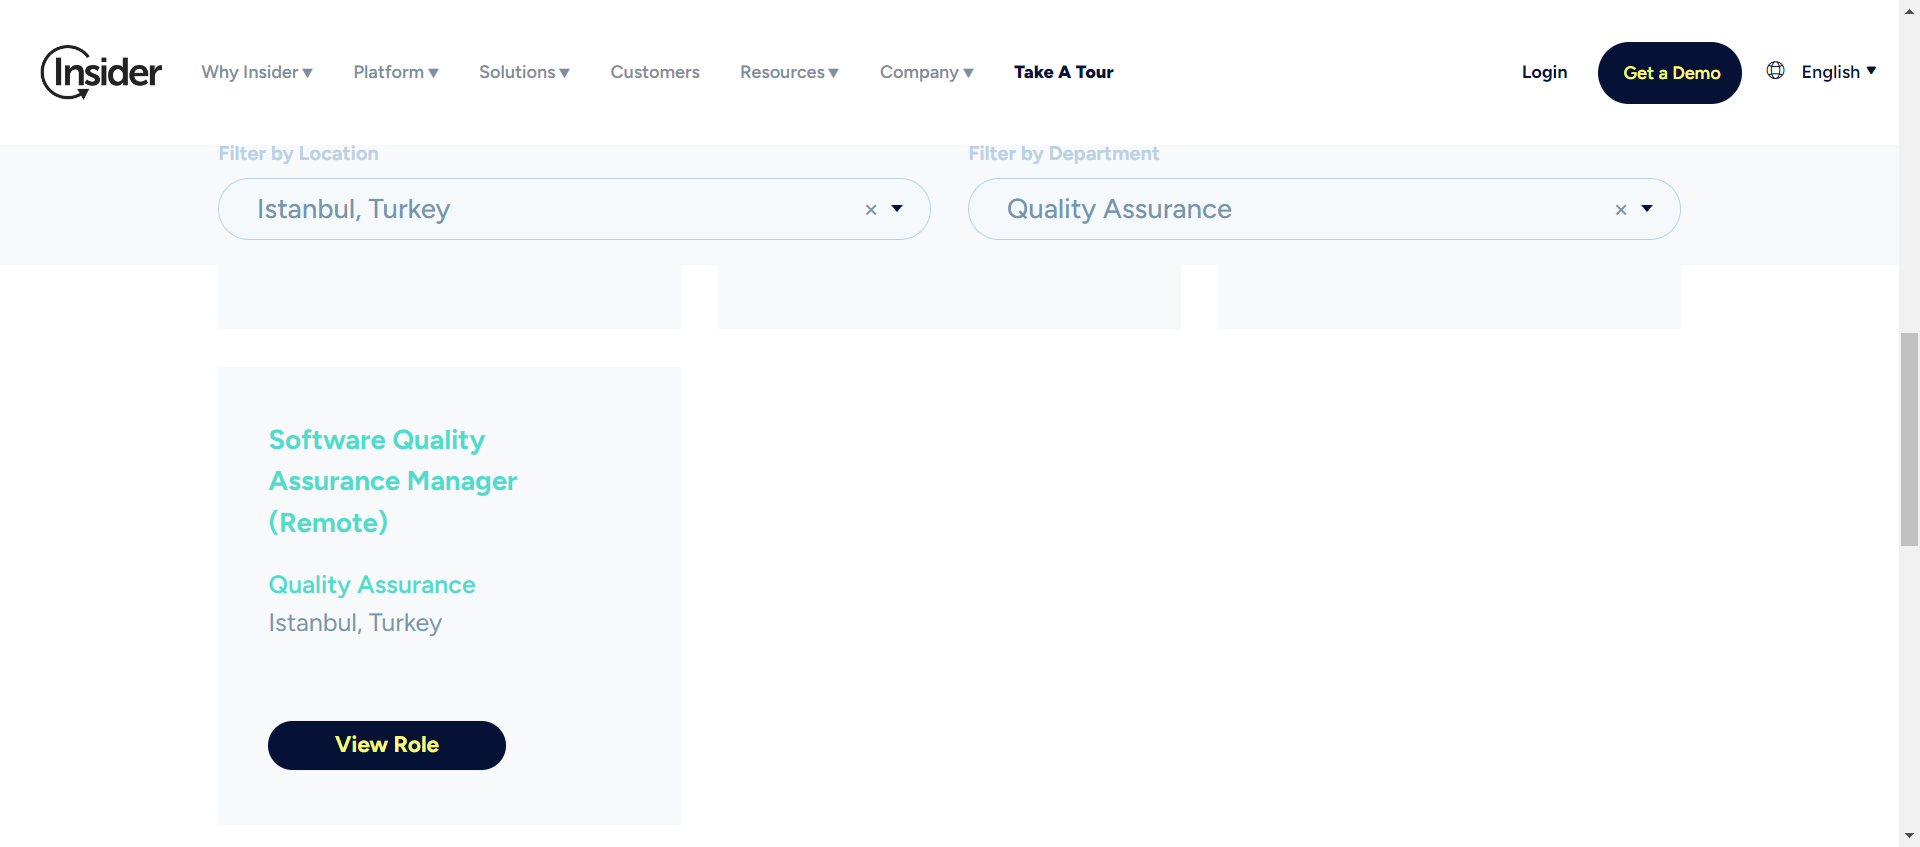 Insider
Why Insider ▼ Platform ▼ Solutions ▼ Customers Resources ▼ Company ▼ Take A Tour Login Get a Demo English ▼
Filter by Location Filter by Department
Istanbul, Turkey × Quality Assurance ×
Software Quality
Assurance Manager
(Remote)
Quality Assurance
Istanbul, Turkey
View Role